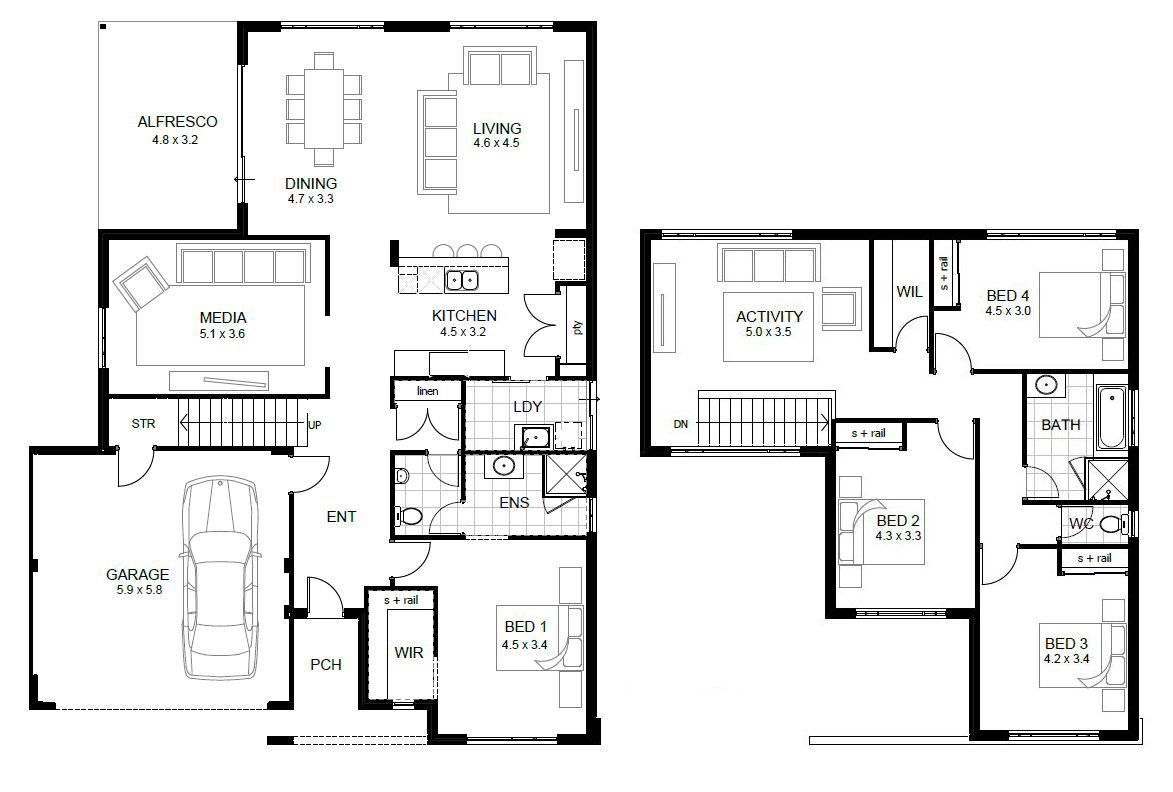 ALFRESCO
4.8 x 3.2
LIVING
4.6 x 4.5
DINING
4.7 x 3.3
MEDIA
5.1 x 3.6
KITCHEN
4.5 x 3.2
pty
linen
LDY
STR
UP
ENS
ENT
GARAGE
5.9 x 5.8
s + rail
WIR
BED 1
4.5 x 3.4
PCH
ACTIVITY
5.0 x 3.5
WIL
s + rail
BED 4
4.5 x 3.0
DN
s + rail
BATH
BED 2
4.3 x 3.3
WC
s + rail
BED 3
4.2 x 3.4